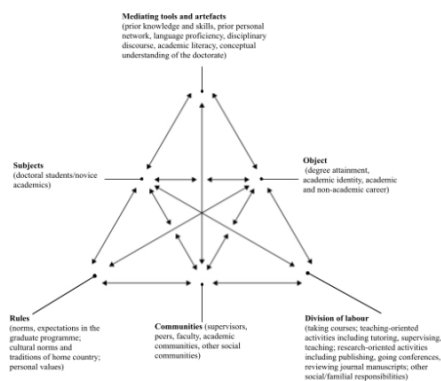 Mediating tools and artefacts
(prior knowledge and skills, prior personal
network, language proficiency, disciplinary
discourse, academic literacy, conceptual
understanding of the doctorate)
Subjects
(doctoral students/novice
academics)
Object
(degree attainment,
academic identity, academic
and non-academic career)
Rules
(norms, expectations in the
graduate programme;
cultural norms and
traditions of home country;
personal values)
Communities (supervisors,
peers, faculty, academic
communities, other social
communities)
Division of labour
(taking courses; teaching-oriented
activities including tutoring, supervising,
teaching; research-oriented activities
including publishing, going conferences,
reviewing journal manuscripts; other
social/familial responsibilities)